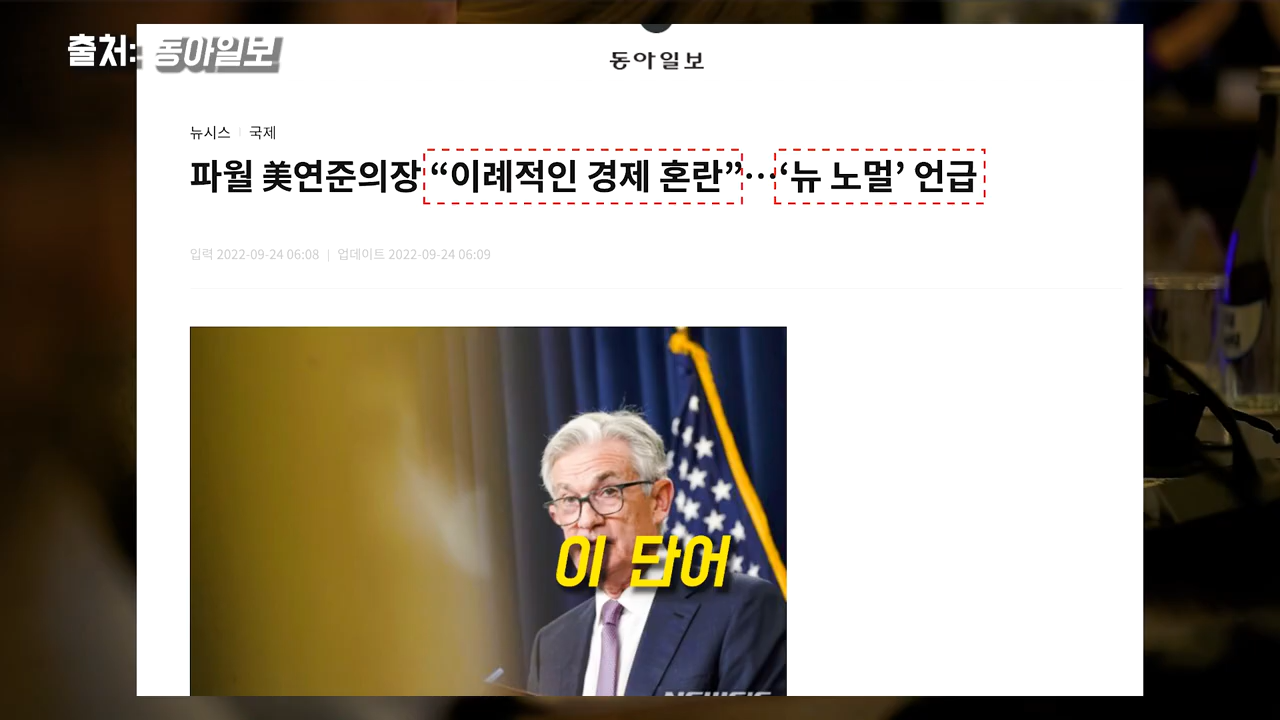 출처: 동아일보
동아일보
뉴시스 | 국제
파월 美연준의장 “이례적인 경제 혼란”…‘뉴 노멀’ 언급
입력 2022-09-24 06:08 | 업데이트 2022-09-24 06:09
이 단어
NEWSIS